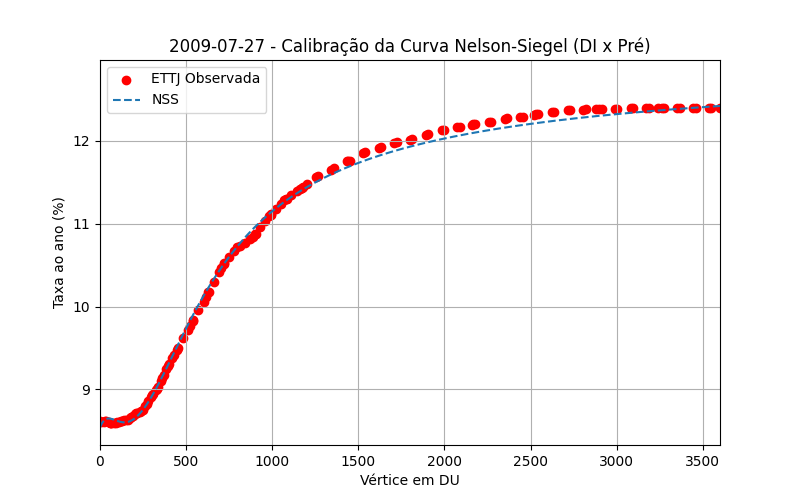 2009-07-27 - Calibração da Curva Nelson-Siegel (DI x Pré)
ETTJ Observada
NSS
Taxa ao ano (%)
12
11
10
9
0 500 1000 1500 2000 2500 3000 3500
Vértice em DU